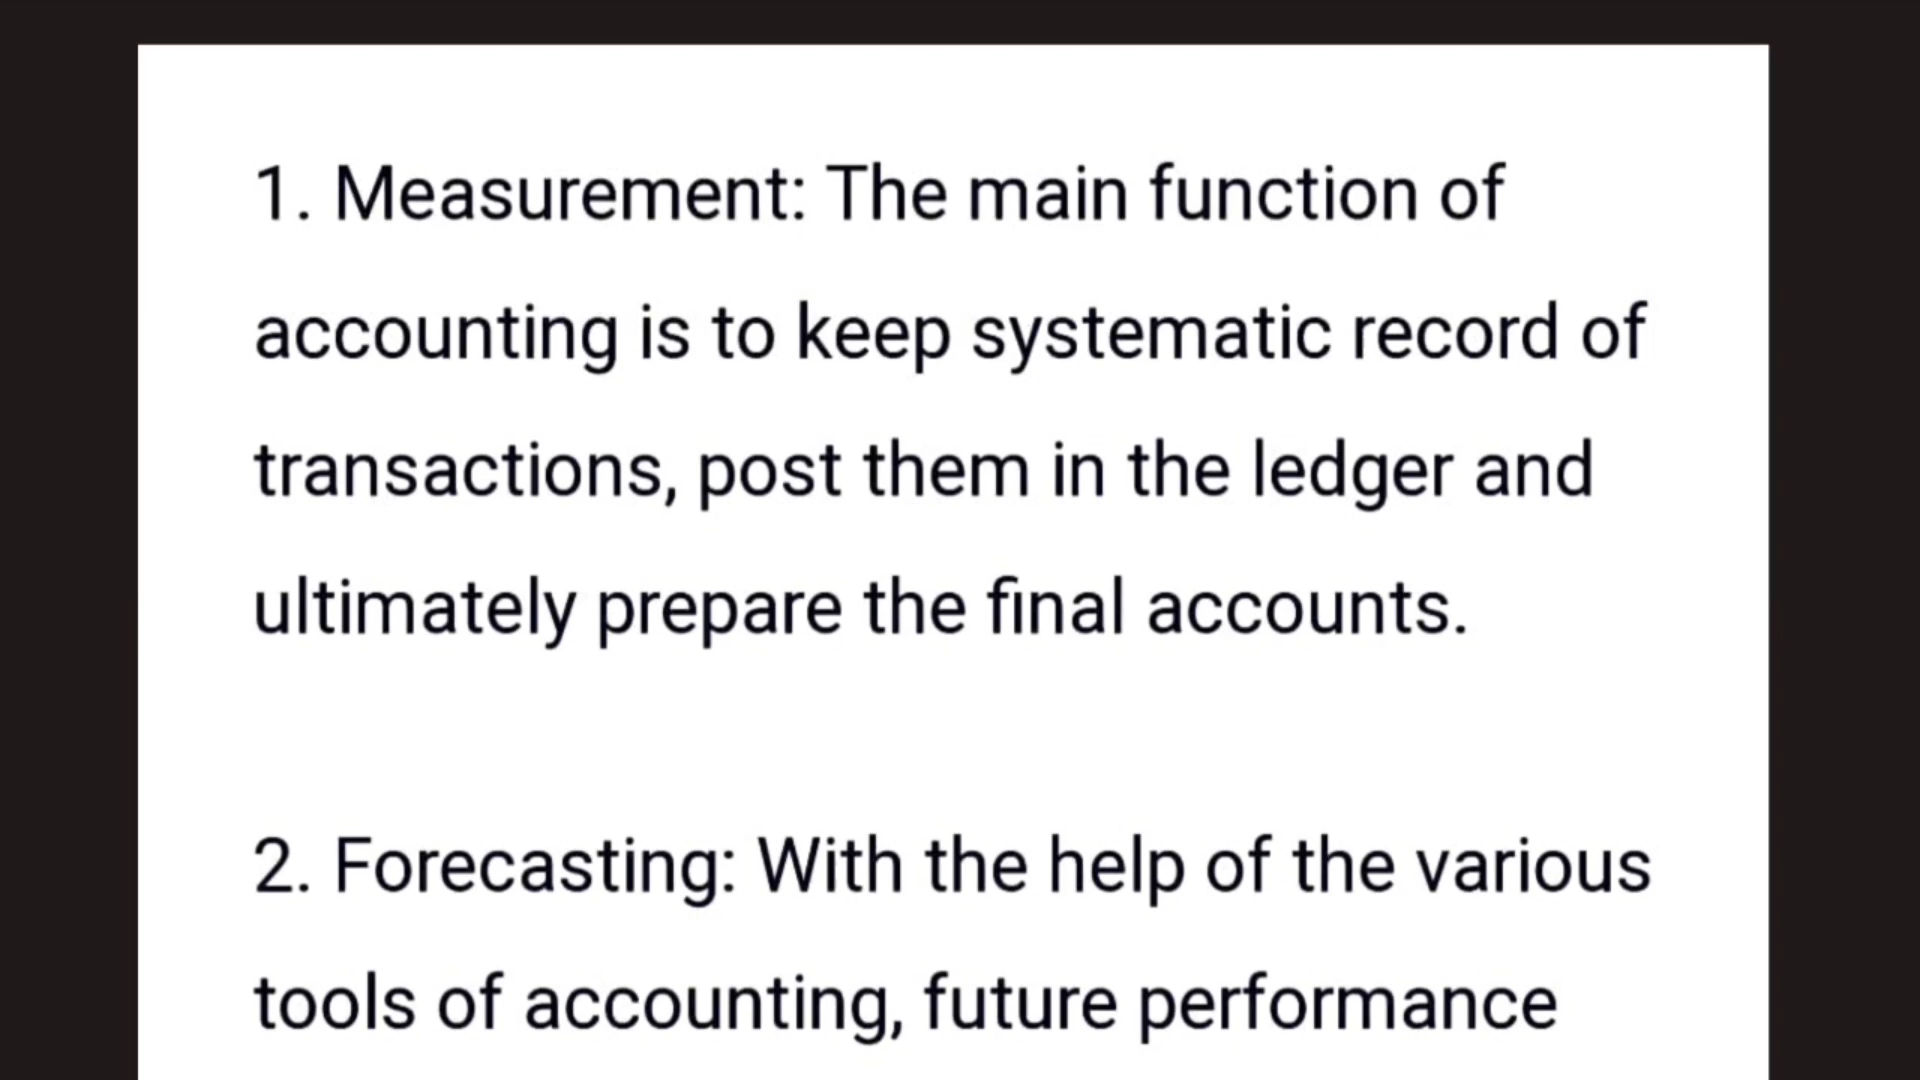 1. Measurement: The main function of
accounting is to keep systematic record of
transactions, post them in the ledger and
ultimately prepare the final accounts.
2. Forecasting: With the help of the various
tools of accounting, future performance